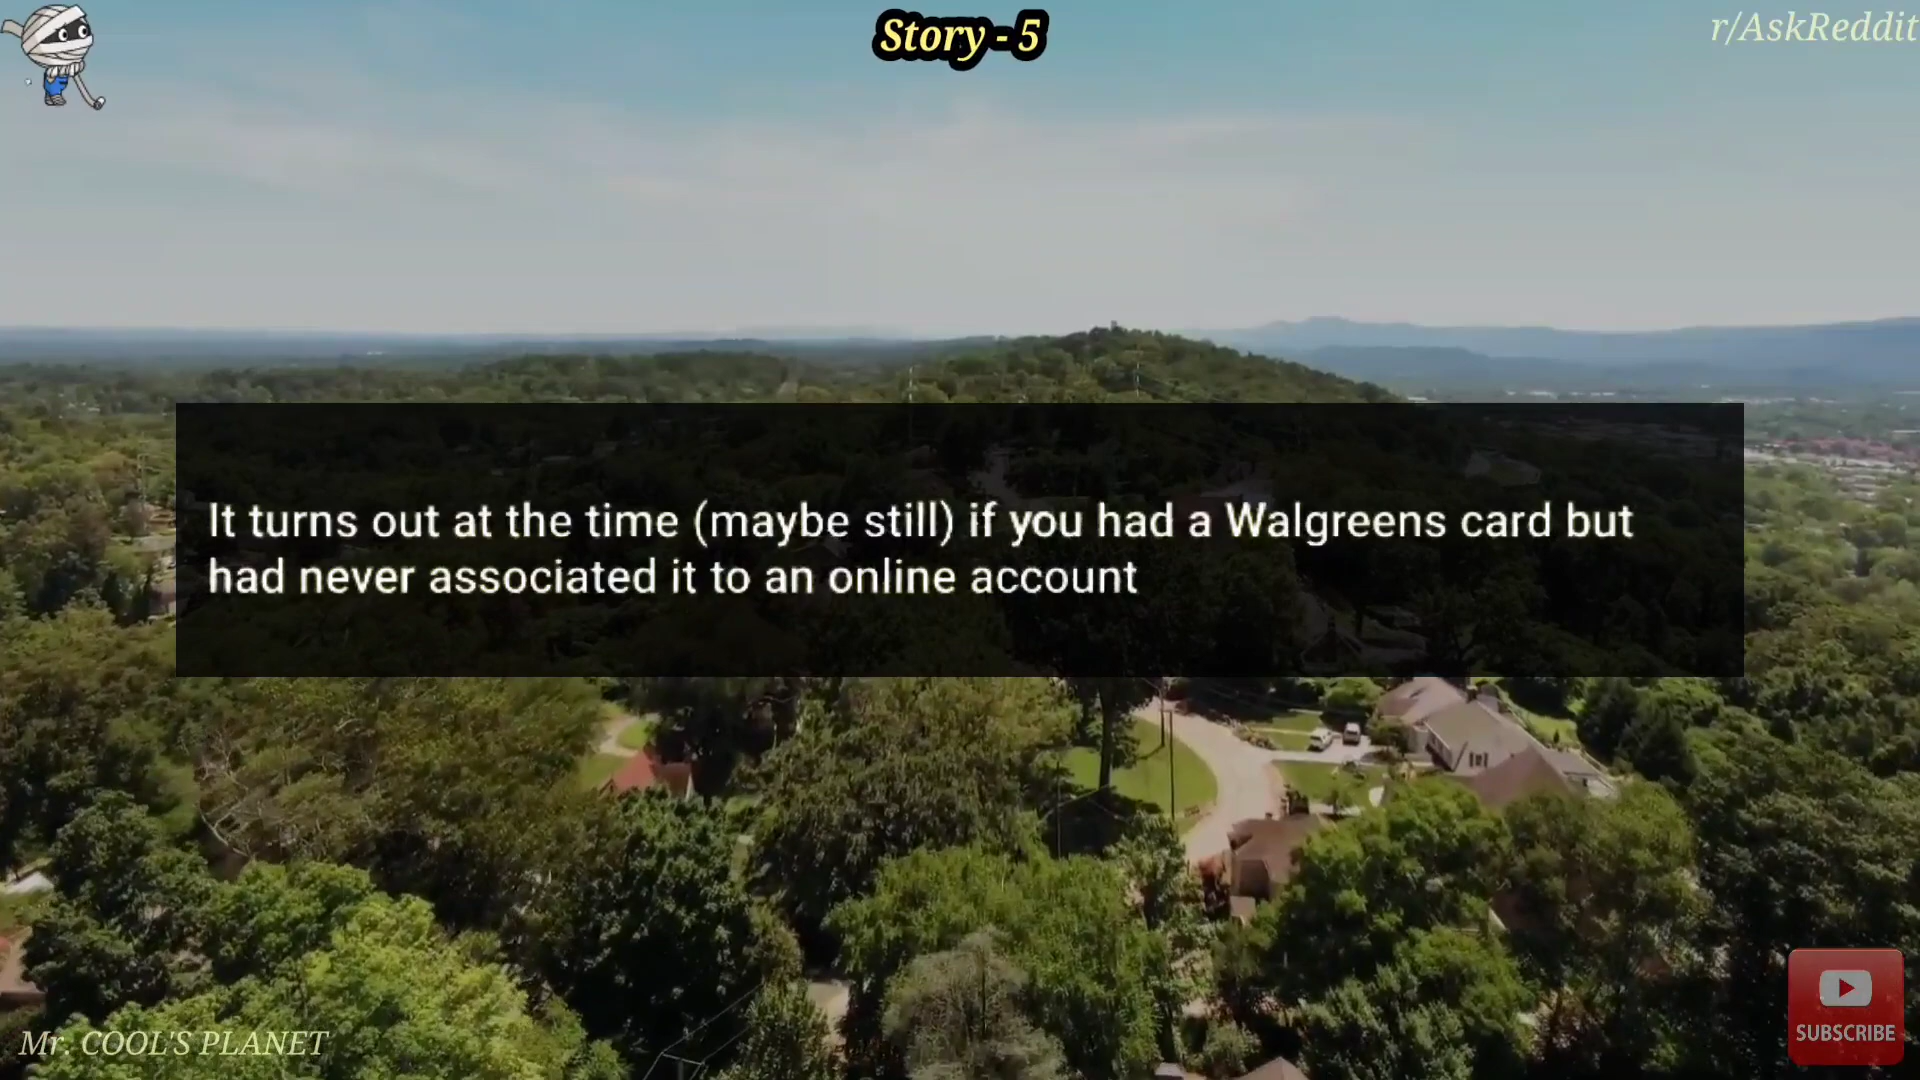 Story - 5
r/AskReddit
It turns out at the time (maybe still) if you had a Walgreens card but
had never associated it to an online account
Mr. COOL'S PLANET
SUBSCRIBE